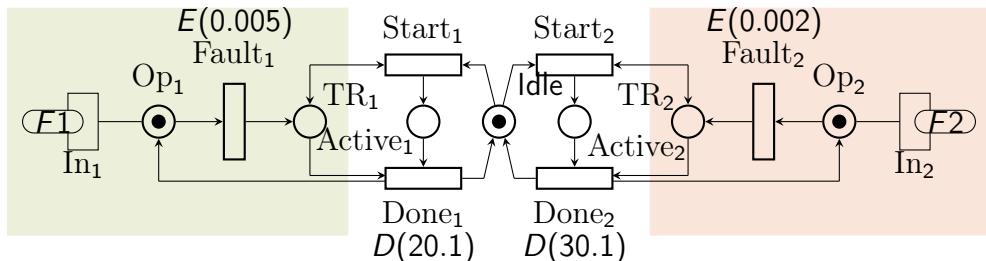 E(0.005)
Fault1
Start1
Start2
E(0.002)
Fault2
Op1
Idle
Op2
TR1
TR2
F1
F2
Active1
Active2
In1
In2
Done1
Done2
D(20.1)
D(30.1)